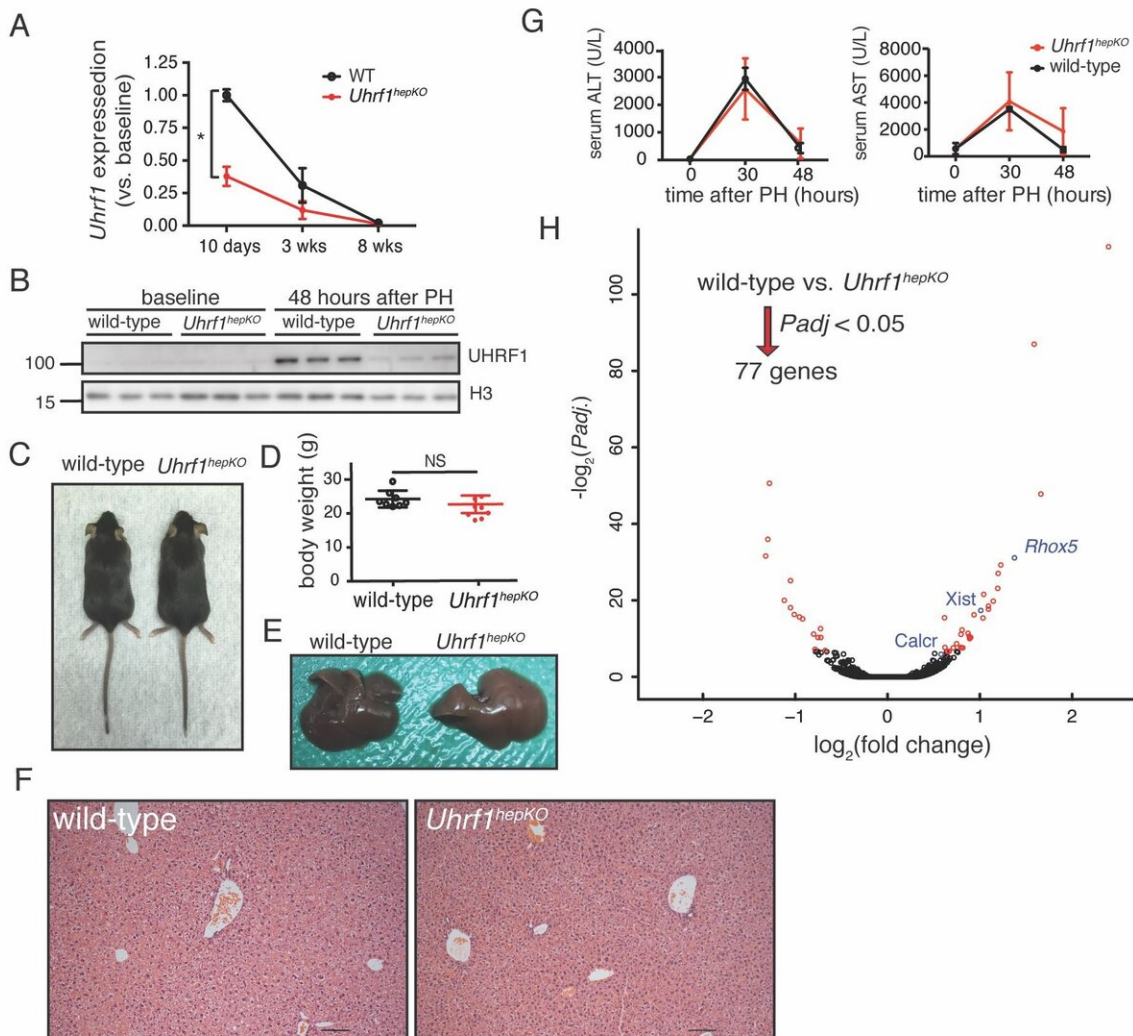 A
Uhrf1 expressedion
(vs. baseline)
1.25
1.00
0.75
0.50
0.25
0.00
*
WT
Uhrf1hepKO
10 days 3 wks 8 wks
B
baseline 48 hours after PH
wild-type Uhrf1hepKO wild-type Uhrf1hepKO
100
UHRF1
15
H3
C
wild-type Uhrf1hepKO
D
body weight (g)
30
20
10
0
NS
wild-type Uhrf1hepKO
E
wild-type Uhrf1hepKO
F
wild-type
Uhrf1hepKO
G
serum ALT (U/L)
4000
3000
2000
1000
0
0 30 48
time after PH (hours)
serum AST (U/L)
8000
6000
4000
2000
0
0 30 48
time after PH (hours)
Uhrf1hepKO
wild-type
H
wild-type vs. Uhrf1hepKO
Padj < 0.05
77 genes
-log2(Padj.)
100
80
60
40
20
0
Rhox5
Xist
Calcr
−2 −1 0 1 2
log2(fold change)